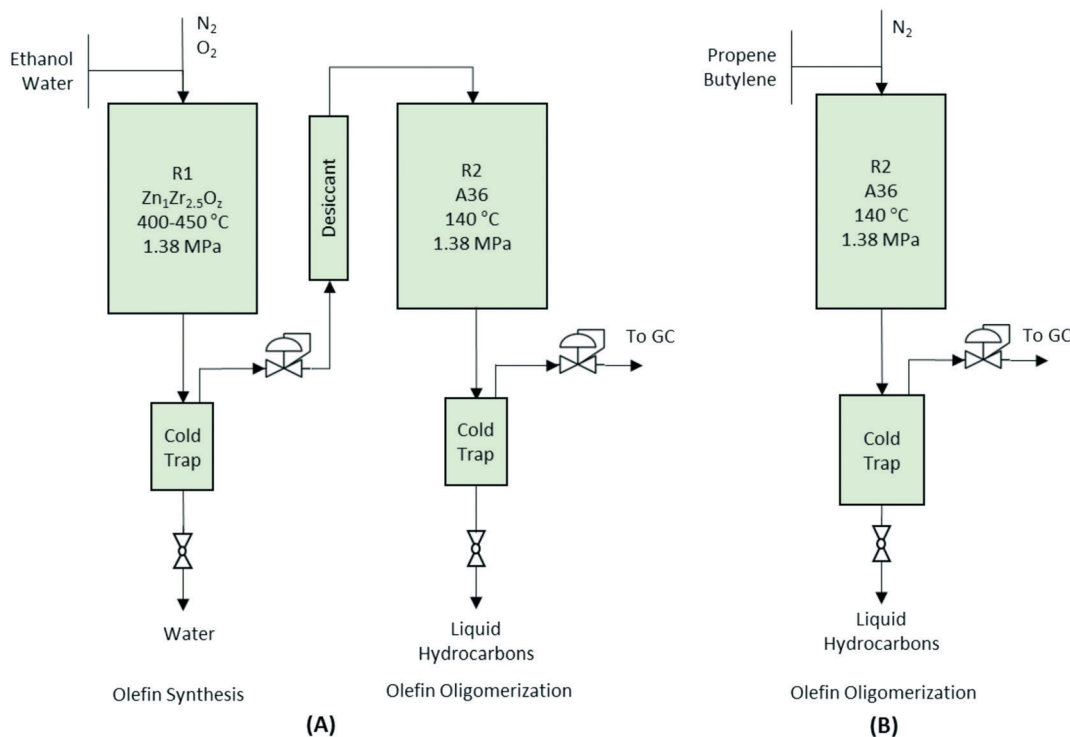 N₂
O₂
Ethanol
Water
R1
Zn₁Zr₂.₅O_z
400-450 °C
1.38 MPa
Cold
Trap
Water
Olefin Synthesis
Desiccant
R2
A36
140 °C
1.38 MPa
To GC
Cold
Trap
Liquid
Hydrocarbons
Olefin Oligomerization
(A)
N₂
Propene
Butylene
R2
A36
140 °C
1.38 MPa
To GC
Cold
Trap
Liquid
Hydrocarbons
Olefin Oligomerization
(B)